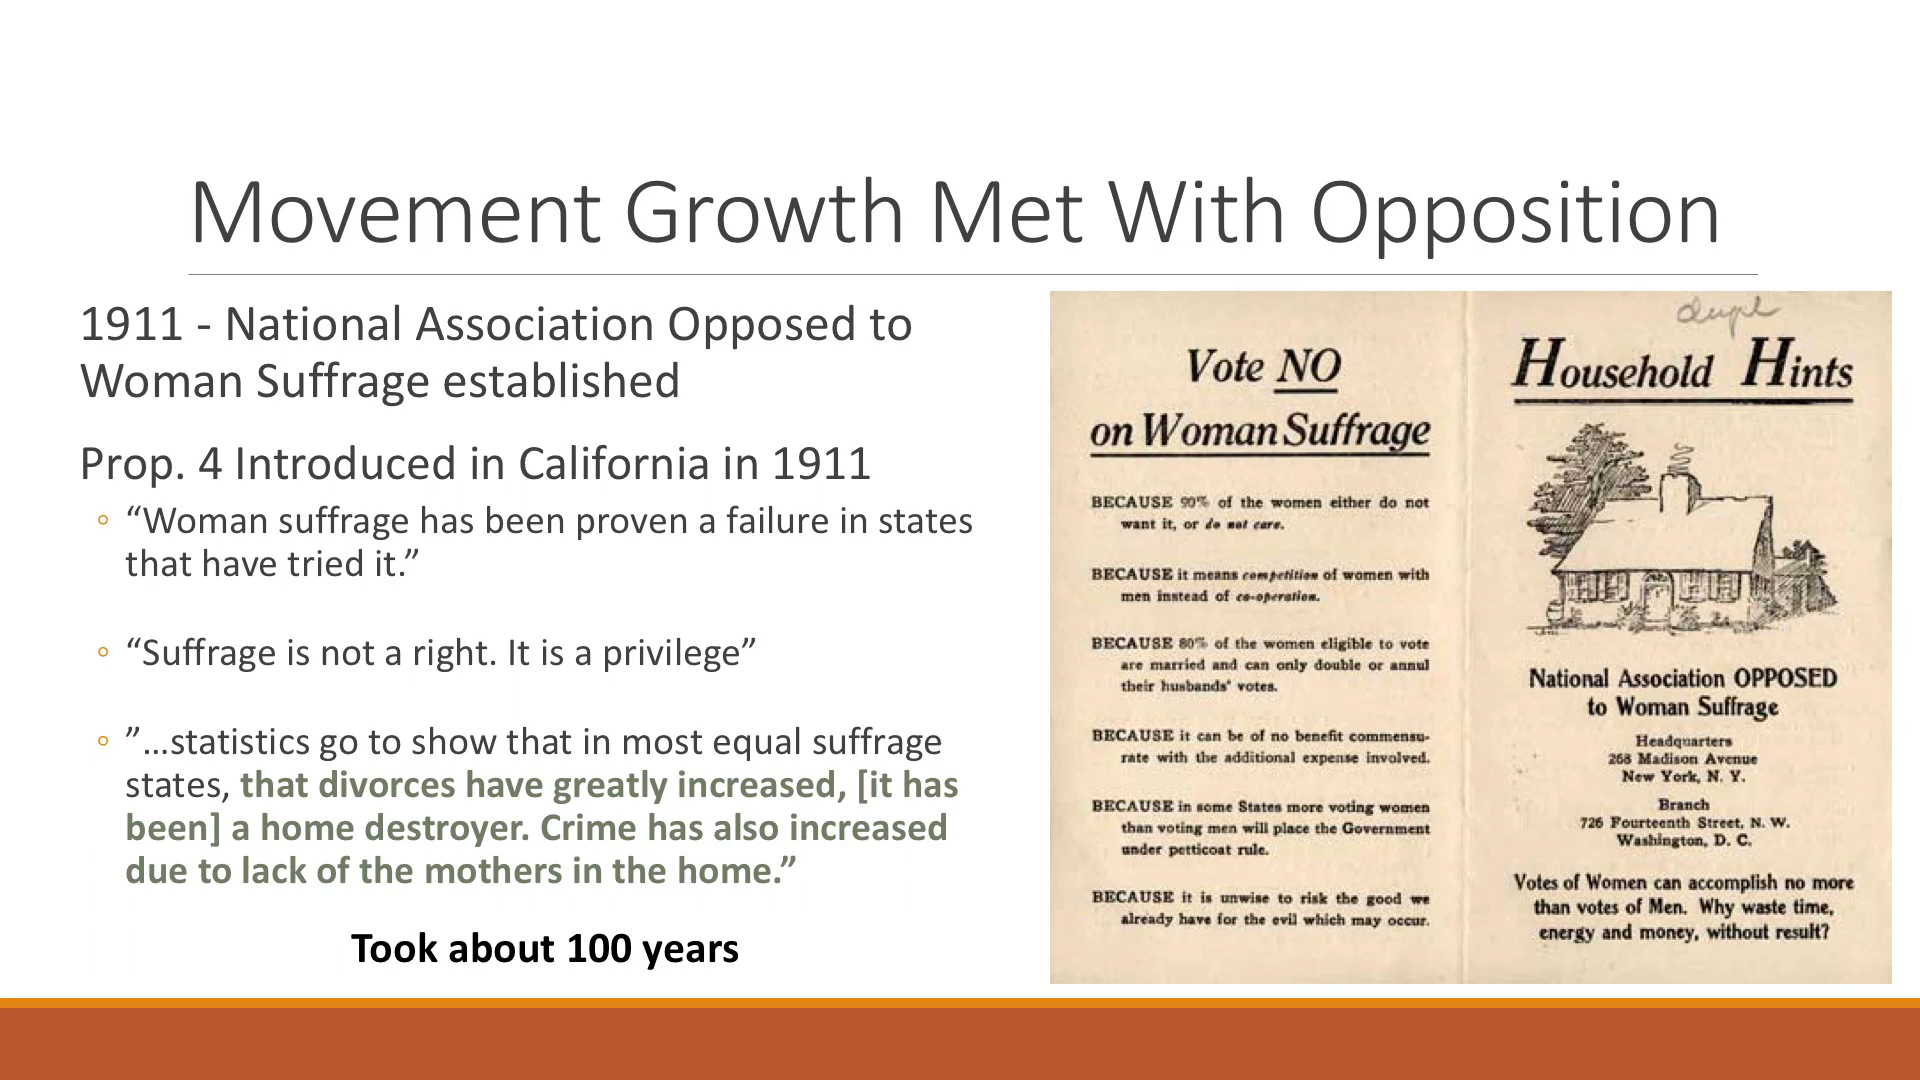 Movement Growth Met With Opposition
1911 - National Association Opposed to
Woman Suffrage established
Prop. 4 Introduced in California in 1911
◦ “Woman suffrage has been proven a failure in states
that have tried it.”
◦ “Suffrage is not a right. It is a privilege”
◦ ”…statistics go to show that in most equal suffrage
states, that divorces have greatly increased, [it has
been] a home destroyer. Crime has also increased
due to lack of the mothers in the home.”
Took about 100 years
Vote NO
on Woman Suffrage
BECAUSE 90% of the women either do not
want it, or do not care.
BECAUSE it means competition of women with
men instead of co-operation.
BECAUSE 80% of the women eligible to vote
are married and can only double or annul
their husbands' votes.
BECAUSE it can be of no benefit commensu-
rate with the additional expense involved.
BECAUSE in some States more voting women
than voting men will place the Government
under petticoat rule.
BECAUSE it is unwise to risk the good we
already have for the evil which may occur.
dupl
Household Hints
National Association OPPOSED
to Woman Suffrage
Headquarters
268 Madison Avenue
New York, N. Y.
Branch
726 Fourteenth Street, N. W.
Washington, D. C.
Votes of Women can accomplish no more
than votes of Men. Why waste time,
energy and money, without result?